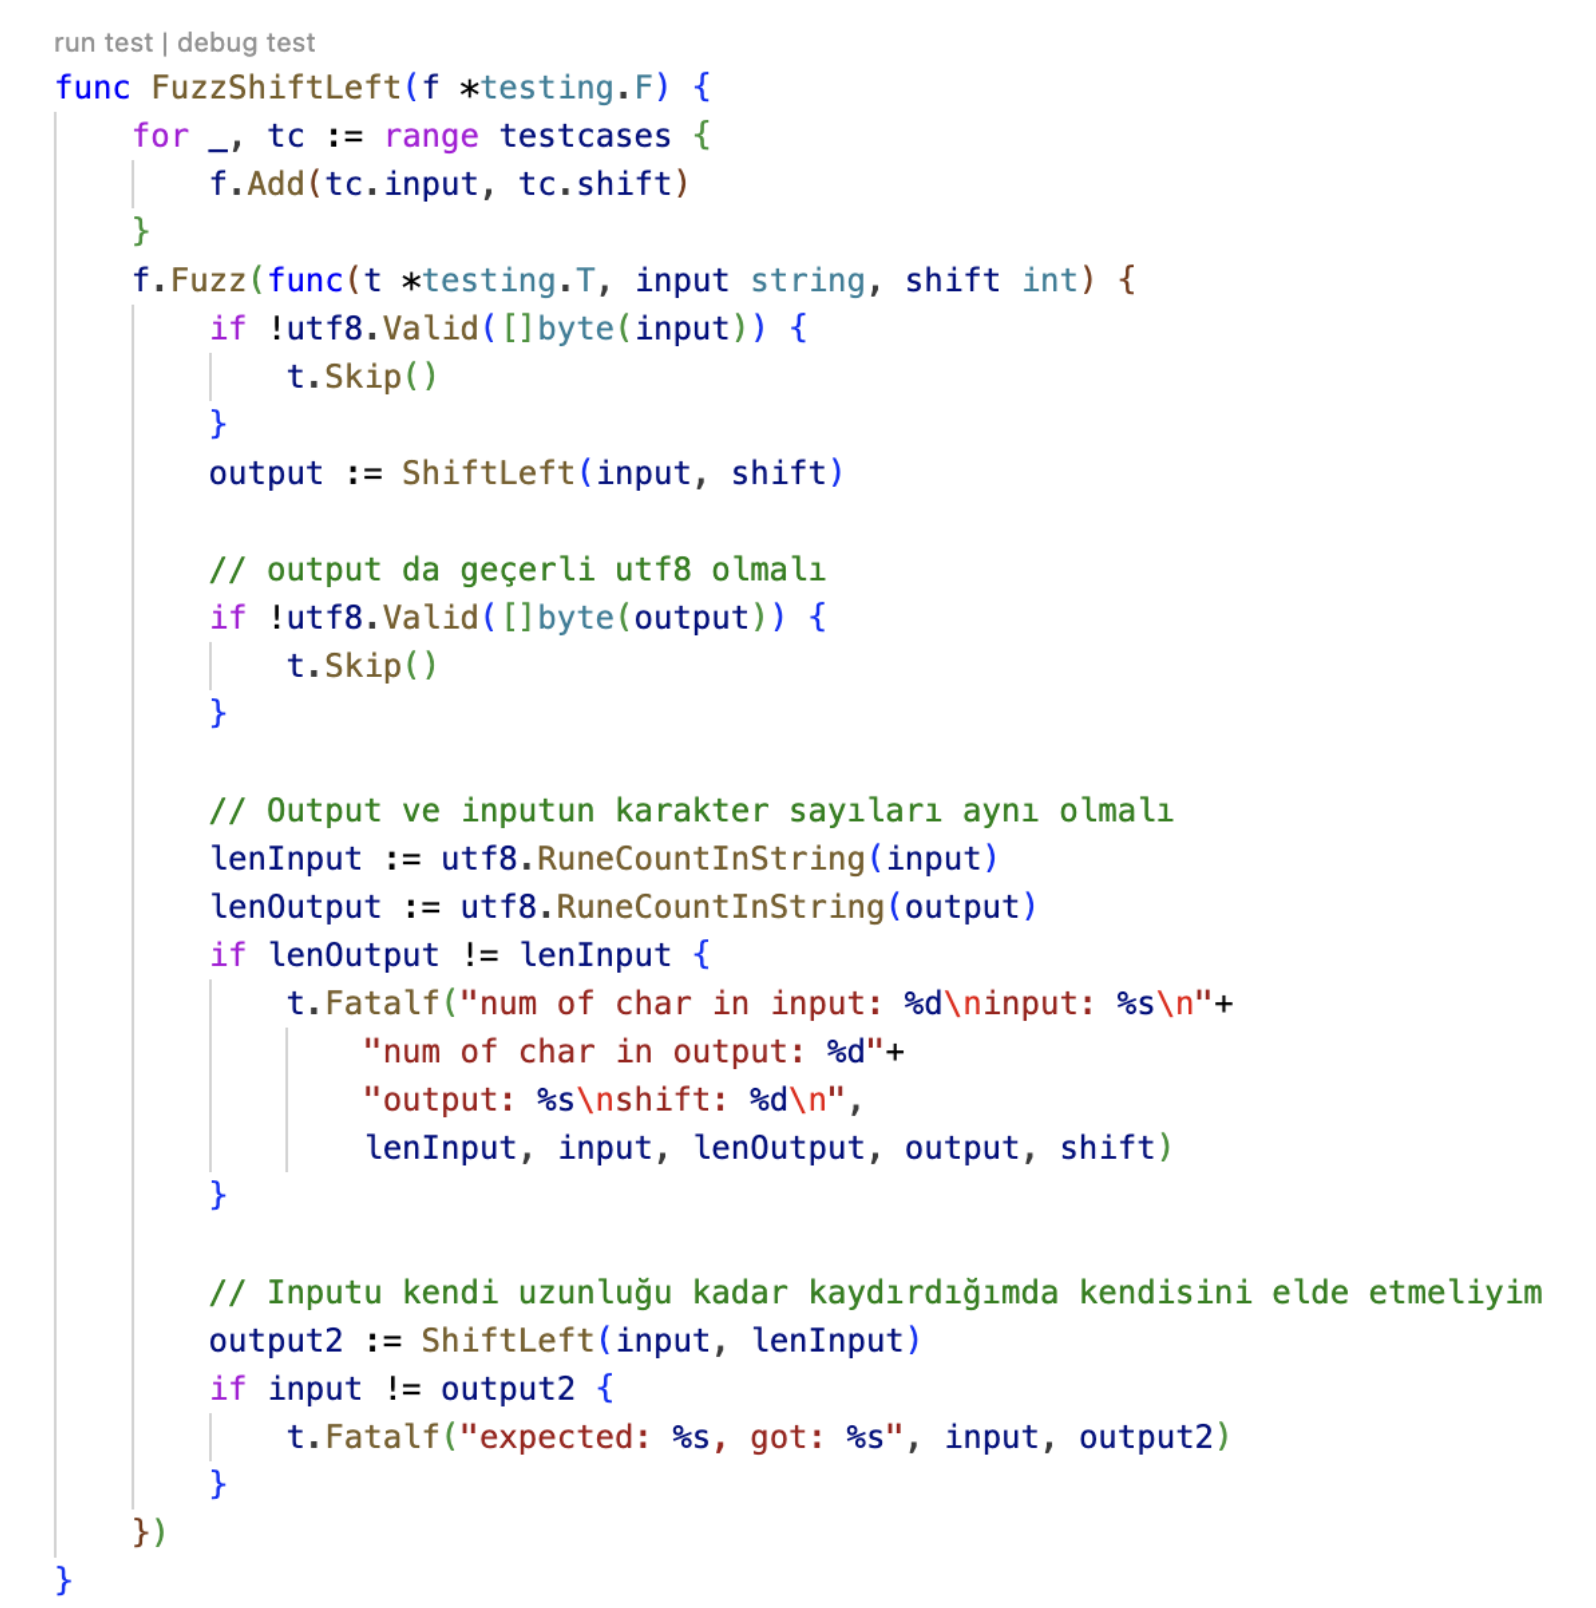 run test | debug test
func FuzzShiftLeft(f *testing.F) {
    for _, tc := range testcases {
        f.Add(tc.input, tc.shift)
    }
    f.Fuzz(func(t *testing.T, input string, shift int) {
        if !utf8.Valid([]byte(input)) {
            t.Skip()
        }
        output := ShiftLeft(input, shift)

        // output da geçerli utf8 olmalı
        if !utf8.Valid([]byte(output)) {
            t.Skip()
        }

        // Output ve inputun karakter sayıları aynı olmalı
        lenInput := utf8.RuneCountInString(input)
        lenOutput := utf8.RuneCountInString(output)
        if lenOutput != lenInput {
            t.Fatalf("num of char in input: %d\ninput: %s\n"+
                "num of char in output: %d"+
                "output: %s\nshift: %d\n",
                lenInput, input, lenOutput, output, shift)
        }

        // Inputu kendi uzunluğu kadar kaydırdığımda kendisini elde etmeliyim
        output2 := ShiftLeft(input, lenInput)
        if input != output2 {
            t.Fatalf("expected: %s, got: %s", input, output2)
        }
    })
}